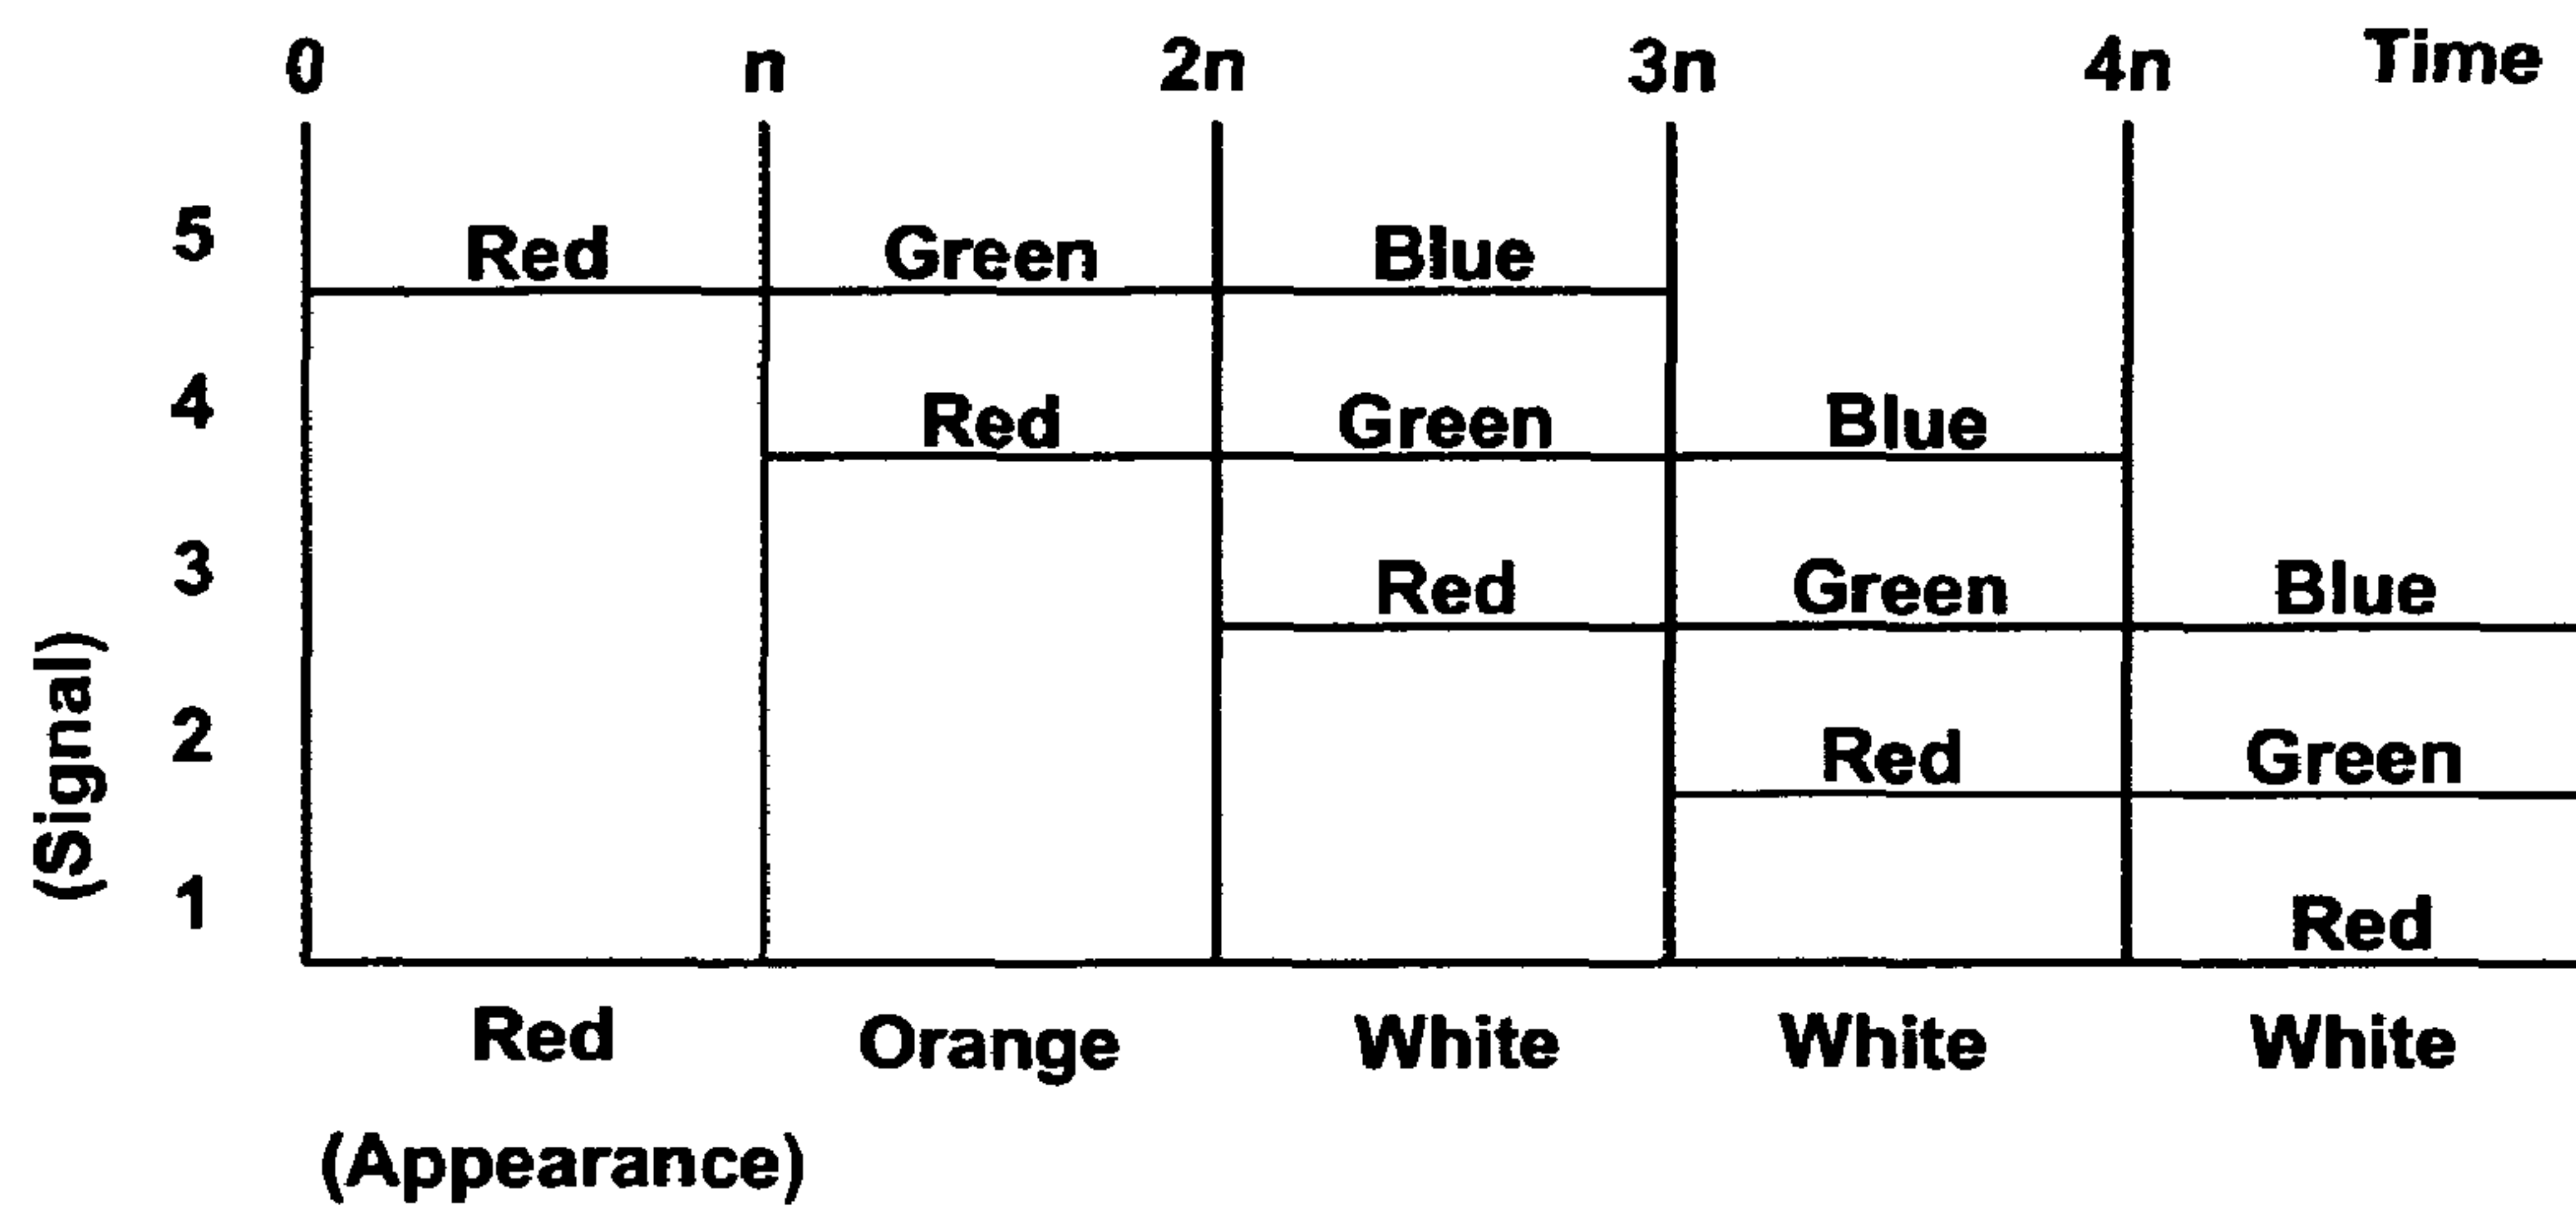 0 n 2n 3n 4n Time
5 Red Green Blue
4 Red Green Blue
3 Red Green Blue
2 Red Green
1 Red
(Signal)
Red Orange White White White
(Appearance)